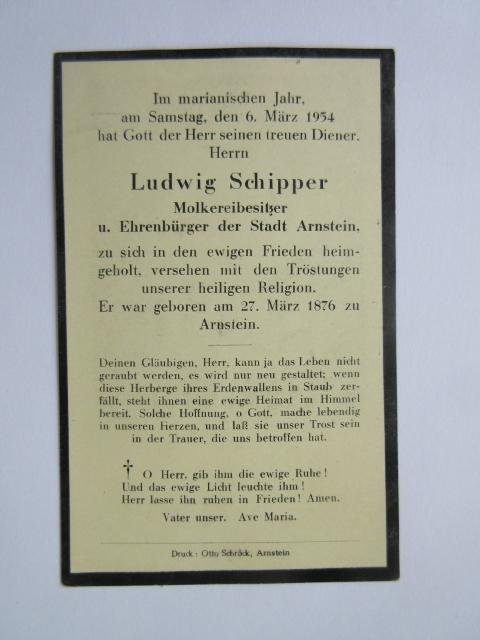 Im marianischen Jahr,
am Samstag, den 6. März 1954
hat Gott der Herr seinen treuen Diener,
Herrn
Ludwig Schipper
Molkereibesitzer
u. Ehrenbürger der Stadt Arnstein,
zu sich in den ewigen Frieden heim-
geholt, versehen mit den Tröstungen
unserer heiligen Religion.
Er war geboren am 27. März 1876 zu
Arnstein.
Deinen Gläubigen, Herr, kann ja das Leben nicht
geraubt werden, es wird nur neu gestaltet; wenn
diese Herberge ihres Erdenwallens in Staub zer-
fällt, steht ihnen eine ewige Heimat im Himmel
bereit. Solche Hoffnung, o Gott, mache lebendig
in unseren Herzen, und laß sie unser Trost sein
in der Trauer, die uns betroffen hat.
† O Herr, gib ihm die ewige Ruhe!
Und das ewige Licht leuchte ihm!
Herr lasse ihn ruhen in Frieden! Amen.
Vater unser. Ave Maria.
Druck: Otto Schröck, Arnstein